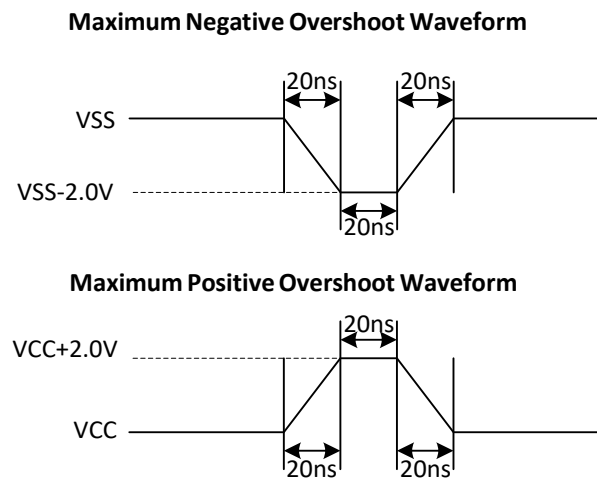 Maximum Negative Overshoot Waveform
20ns 20ns
VSS
VSS-2.0V
20ns
Maximum Positive Overshoot Waveform
20ns
VCC+2.0V
VCC
20ns 20ns